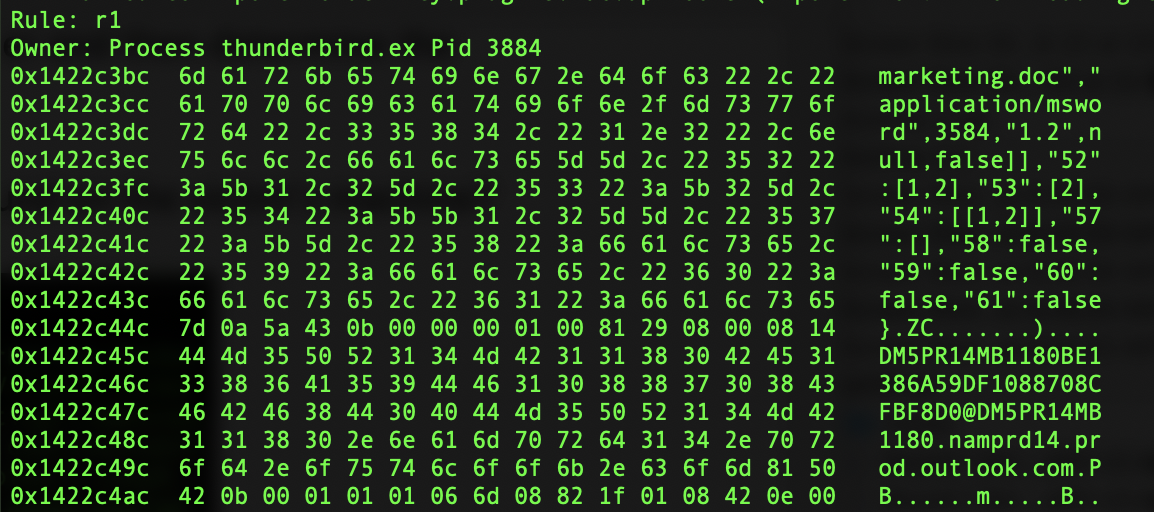 Rule: r1
Owner: Process thunderbird.ex Pid 3884
0x1422c3bc  6d 61 72 6b 65 74 69 6e 67 2e 64 6f 63 22 2c 22   marketing.doc","
0x1422c3cc  61 70 70 6c 69 63 61 74 69 6f 6e 2f 6d 73 77 6f   application/mswo
0x1422c3dc  72 64 22 2c 33 35 38 34 2c 22 31 2e 32 22 2c 6e   rd",3584,"1.2",n
0x1422c3ec  75 6c 6c 2c 66 61 6c 73 65 5d 5d 2c 22 35 32 22   ull,false]],"52"
0x1422c3fc  3a 5b 31 2c 32 5d 2c 22 35 33 22 3a 5b 32 5d 2c   :[1,2],"53":[2],
0x1422c40c  22 35 34 22 3a 5b 5b 31 2c 32 5d 5d 2c 22 35 37   "54":[[1,2]],"57
0x1422c41c  22 3a 5b 5d 2c 22 35 38 22 3a 66 61 6c 73 65 2c   ":[],"58":false,
0x1422c42c  22 35 39 22 3a 66 61 6c 73 65 2c 22 36 30 22 3a   "59":false,"60":
0x1422c43c  66 61 6c 73 65 2c 22 36 31 22 3a 66 61 6c 73 65   false,"61":false
0x1422c44c  7d 0a 5a 43 0b 00 00 00 01 00 81 29 08 00 08 14   }.ZC.......)....
0x1422c45c  44 4d 35 50 52 31 34 4d 42 31 31 38 30 42 45 31   DM5PR14MB1180BE1
0x1422c46c  33 38 36 41 35 39 44 46 31 30 38 38 37 30 38 43   386A59DF1088708C
0x1422c47c  46 42 46 38 44 30 40 44 4d 35 50 52 31 34 4d 42   FBF8D0@DM5PR14MB
0x1422c48c  31 31 38 30 2e 6e 61 6d 70 72 64 31 34 2e 70 72   1180.namprd14.pr
0x1422c49c  6f 64 2e 6f 75 74 6c 6f 6f 6b 2e 63 6f 6d 81 50   od.outlook.com.P
0x1422c4ac  42 0b 00 01 01 01 06 6d 08 82 1f 01 08 42 0e 00   B......m.....B..